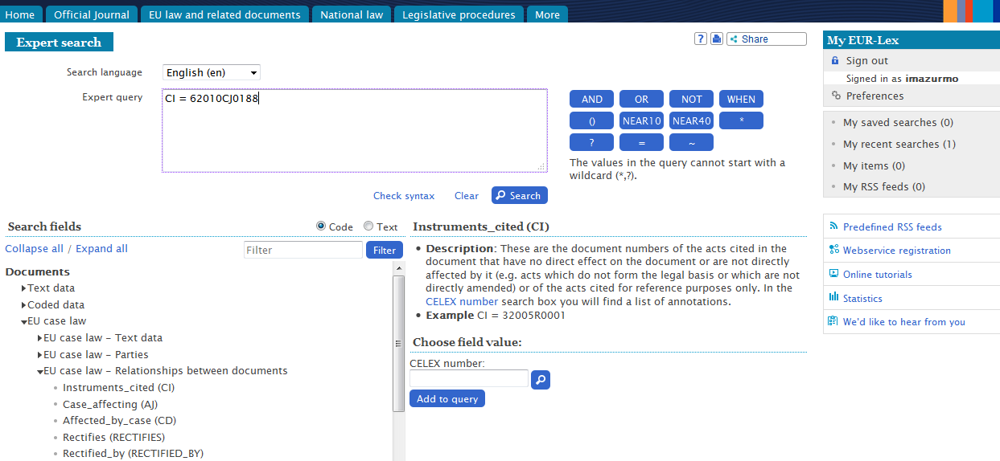 Home Official Journal EU law and related documents National law Legislative procedures More
Expert search
? Share
Search language English (en)
Expert query CI = 62010CJ0188
AND OR NOT WHEN
() NEAR10 NEAR40 *
? = ~
The values in the query cannot start with a
wildcard (*,?).
Check syntax Clear Search
Search fields Code Text
Collapse all / Expand all Filter Filter
Documents
Text data
Coded data
EU case law
EU case law - Text data
EU case law - Parties
EU case law - Relationships between documents
Instruments_cited (CI)
Case_affecting (AJ)
Affected_by_case (CD)
Rectifies (RECTIFIES)
Rectified_by (RECTIFIED_BY)
Instruments_cited (CI)
Description: These are the document numbers of the acts cited in the
document that have no direct effect on the document or are not directly
affected by it (e.g. acts which do not form the legal basis or which are not
directly amended) or of the acts cited for reference purposes only. In the
CELEX number search box you will find a list of annotations.
Example CI = 32005R0001
Choose field value:
CELEX number:
Add to query
My EUR-Lex
Sign out
Signed in as imazurmo
Preferences
My saved searches (0)
My recent searches (1)
My items (0)
My RSS feeds (0)
Predefined RSS feeds
Webservice registration
Online tutorials
Statistics
We'd like to hear from you